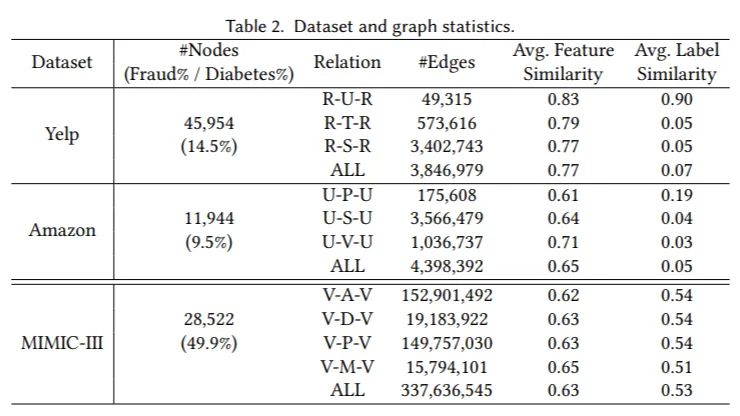 Table 2. Dataset and graph statistics.
Dataset #Nodes (Fraud% / Diabetes%) Relation #Edges Avg. Feature Similarity Avg. Label Similarity
Yelp 45,954 (14.5%)
R-U-R 49,315 0.83 0.90
R-T-R 573,616 0.79 0.05
R-S-R 3,402,743 0.77 0.05
ALL 3,846,979 0.77 0.07
Amazon 11,944 (9.5%)
U-P-U 175,608 0.61 0.19
U-S-U 3,566,479 0.64 0.04
U-V-U 1,036,737 0.71 0.03
ALL 4,398,392 0.65 0.05
MIMIC-III 28,522 (49.9%)
V-A-V 152,901,492 0.62 0.54
V-D-V 19,183,922 0.63 0.54
V-P-V 149,757,030 0.63 0.54
V-M-V 15,794,101 0.65 0.51
ALL 337,636,545 0.63 0.53